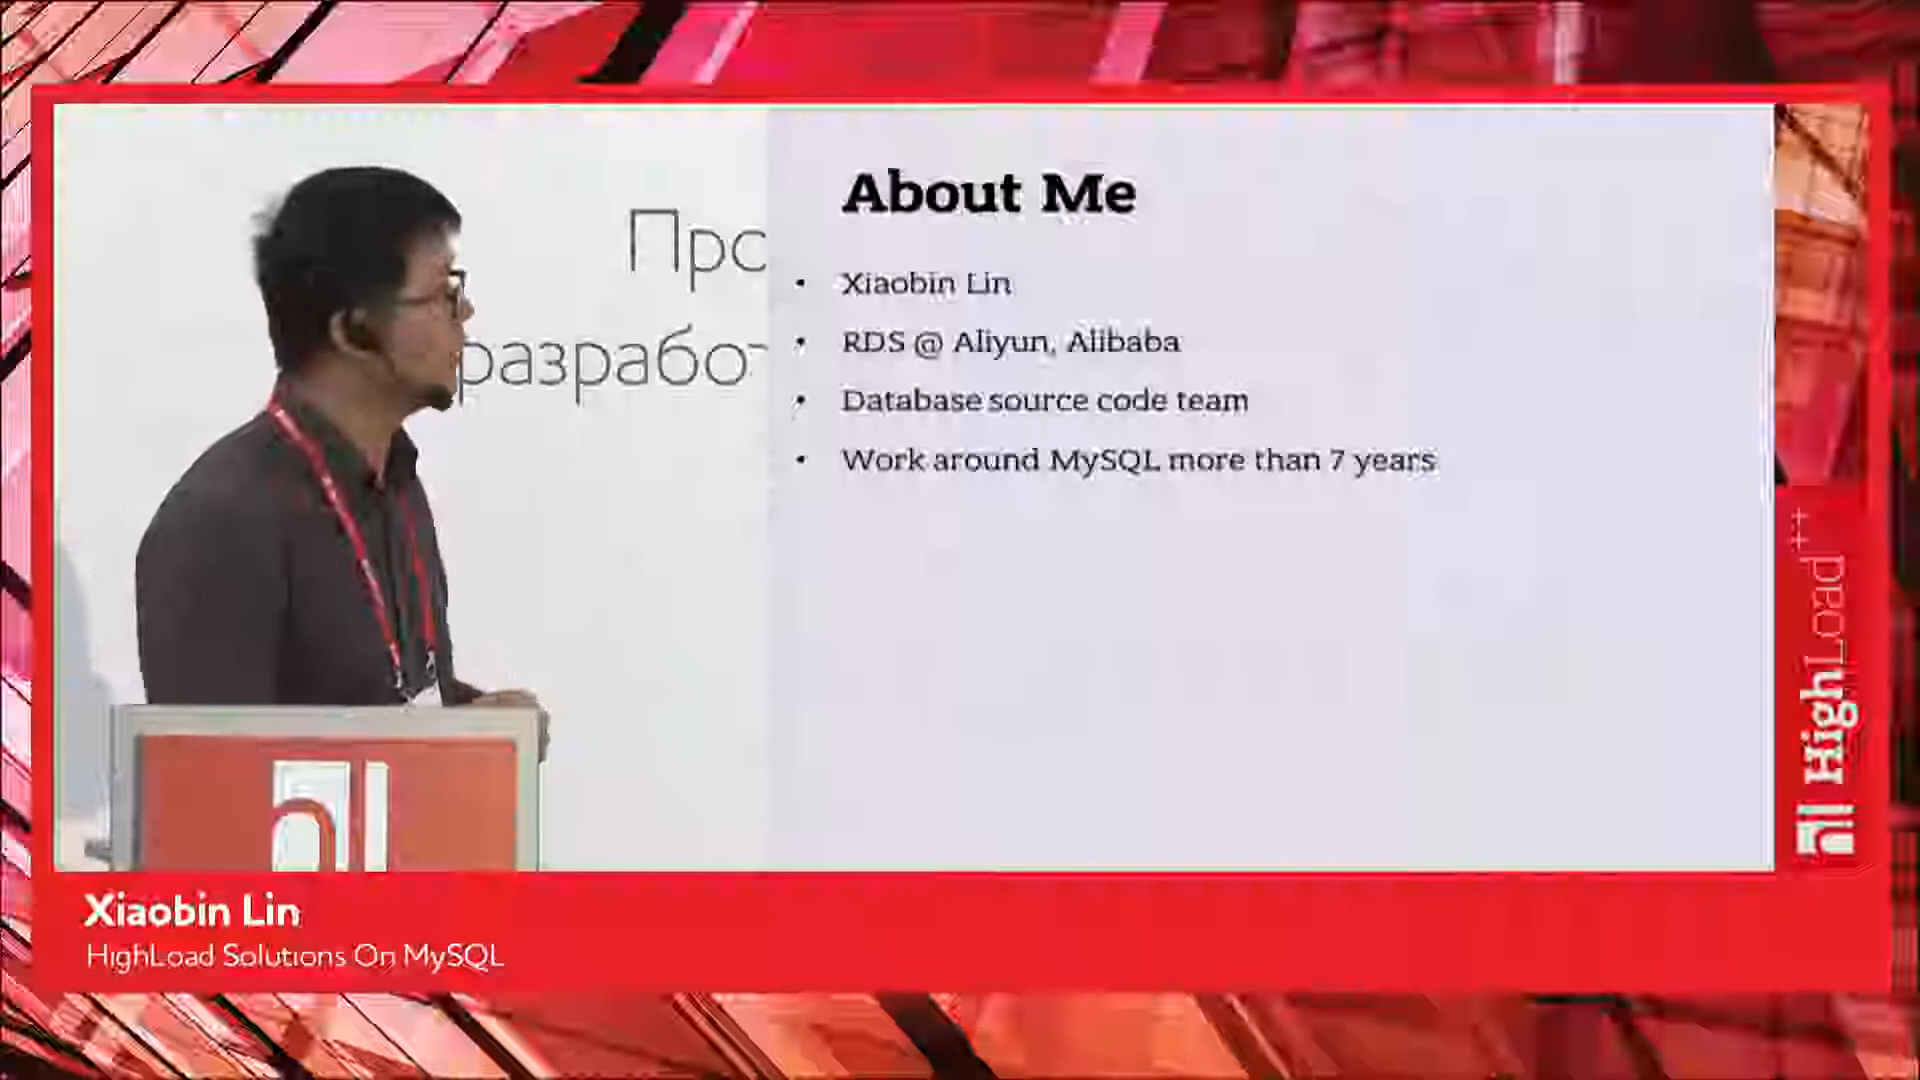 Про
разрабо
About Me
• Xiaobin Lin
• RDS @ Aliyun, Alibaba
• Database source code team
• Work around MySQL more than 7 years
HighLoad++
Xiaobin Lin
HighLoad Solutions On MySQL